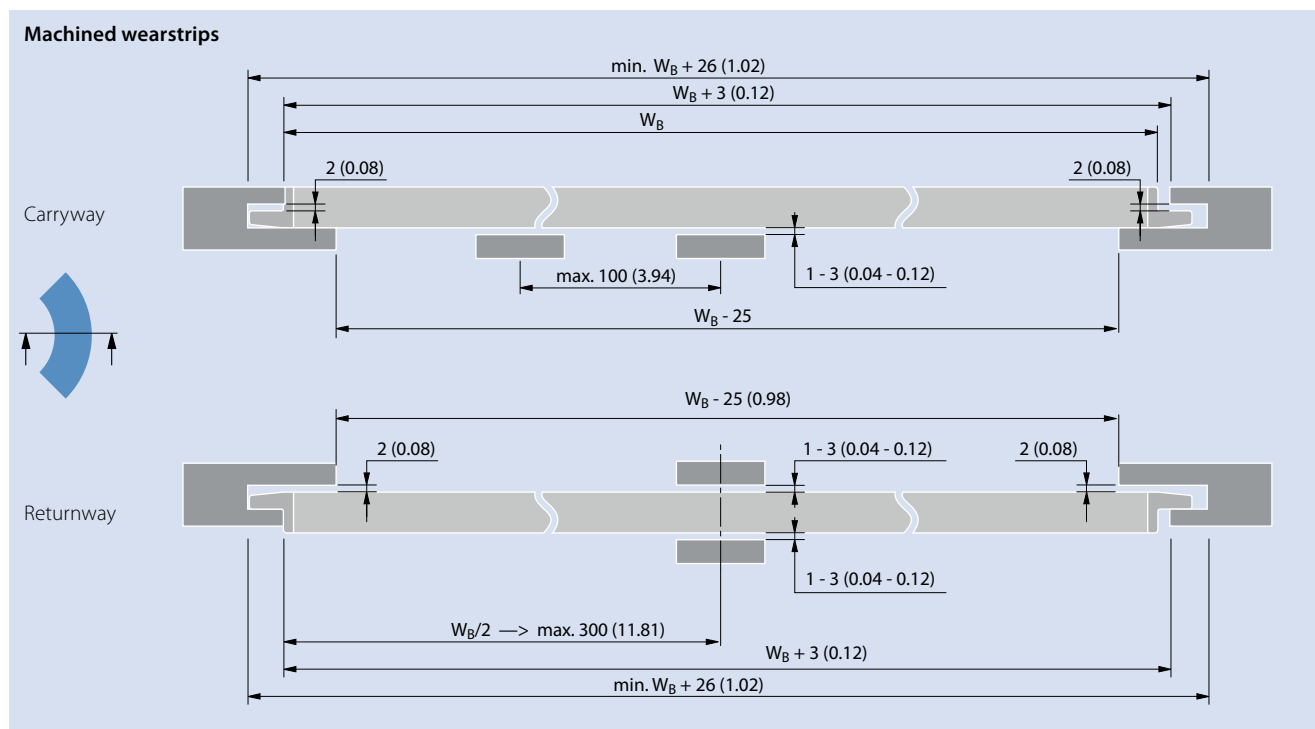 Machined wearstrips
min. W_B + 26 (1.02)
W_B + 3 (0.12)
W_B
2 (0.08)
2 (0.08)
Carryway
max. 100 (3.94)
1 - 3 (0.04 - 0.12)
W_B - 25
W_B - 25 (0.98)
2 (0.08)
1 - 3 (0.04 - 0.12)
2 (0.08)
Returnway
1 - 3 (0.04 - 0.12)
W_B/2 —> max. 300 (11.81)
W_B + 3 (0.12)
min. W_B + 26 (1.02)